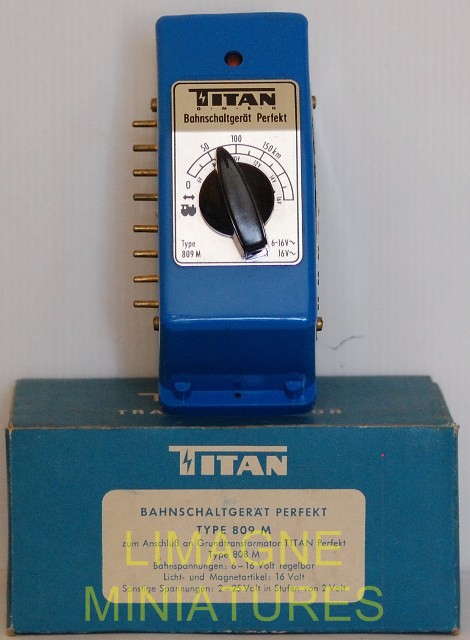 TITAN
G·M·B·H
Bahnschaltgerät Perfekt
0 50 100 150 km
Type
809 M
6-16V~
16V~
TITAN
BAHNSCHALTGERÄT PERFEKT
TYPE 809 M
zum Anschluß an Grundtransformator TITAN Perfekt
Type 808 M
Bahnspannungen: 6–16 Volt regelbar
Licht- und Magnetartikel: 16 Volt
Sonstige Spannungen: 2–25 Volt in Stufen von 2 Volt
LIMAGNE
MINIATURES